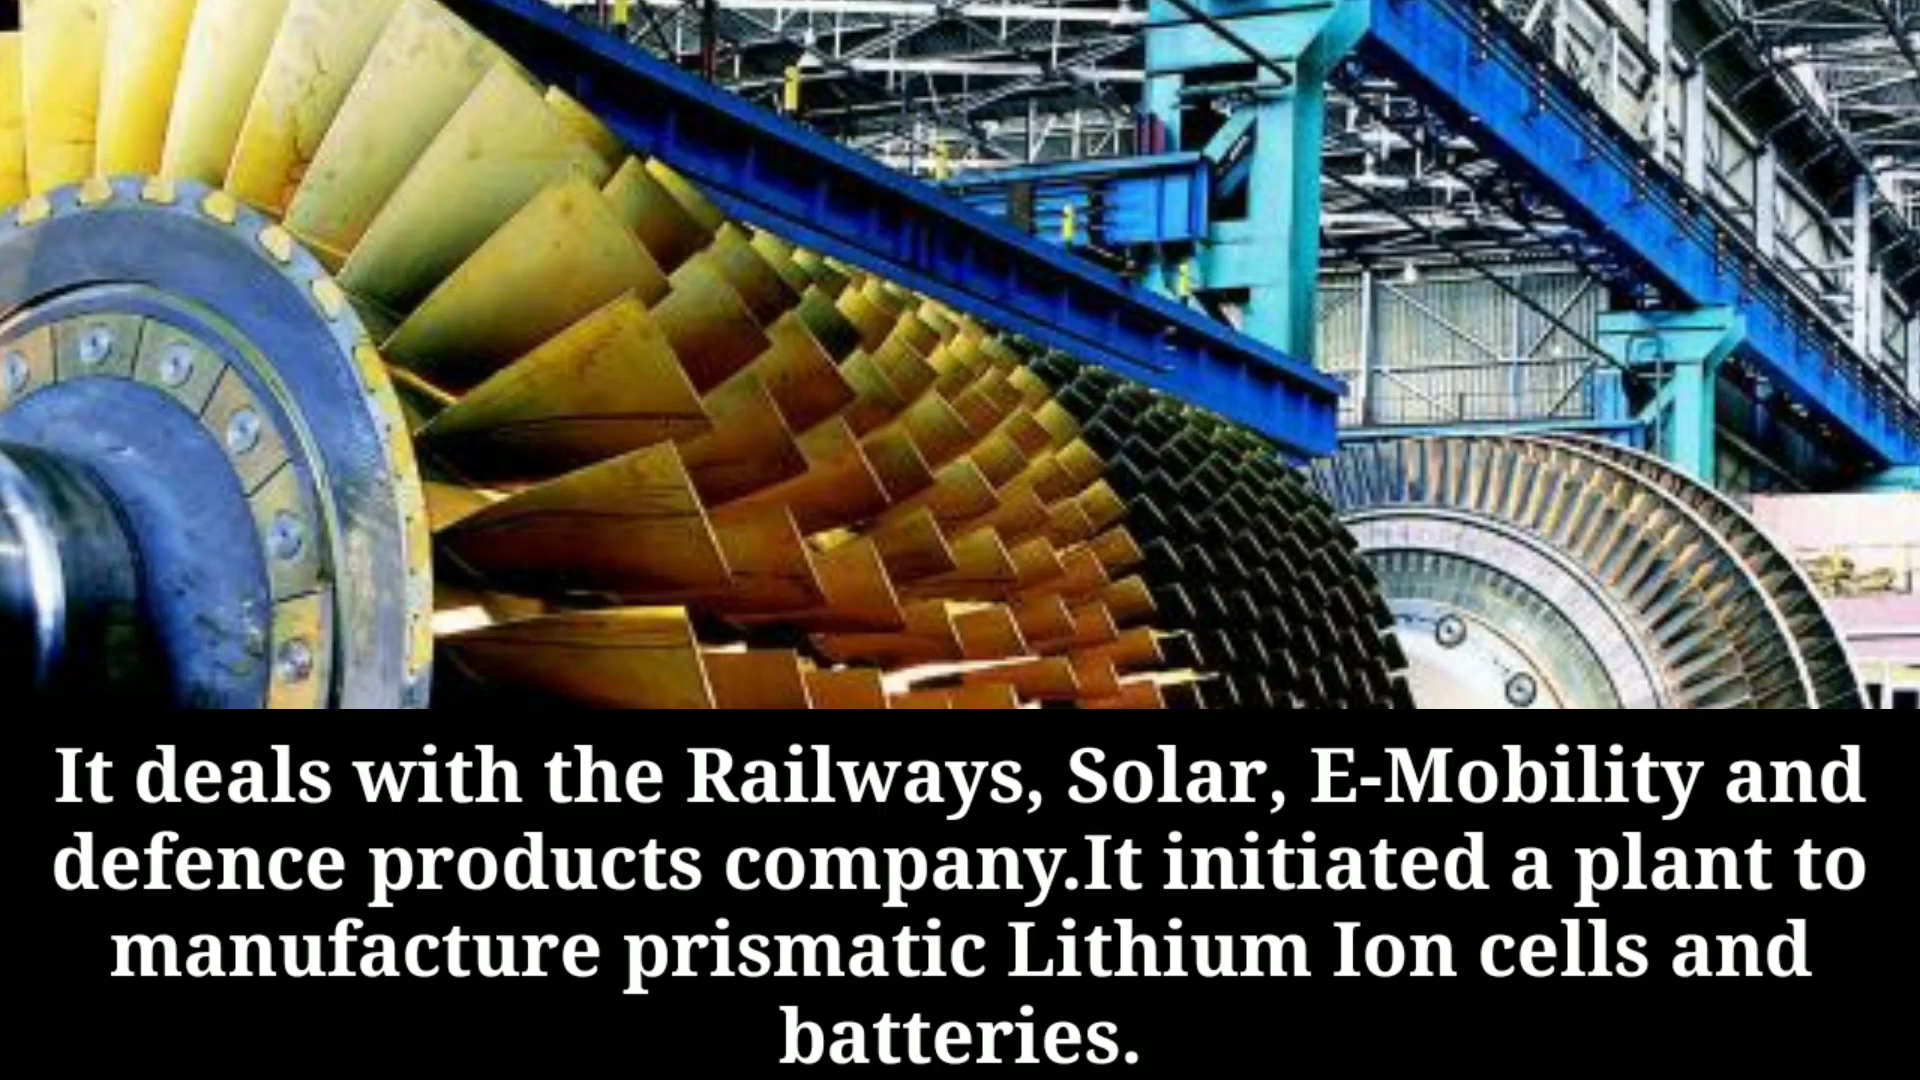 It deals with the Railways, Solar, E-Mobility and
defence products company.It initiated a plant to
manufacture prismatic Lithium Ion cells and
batteries.